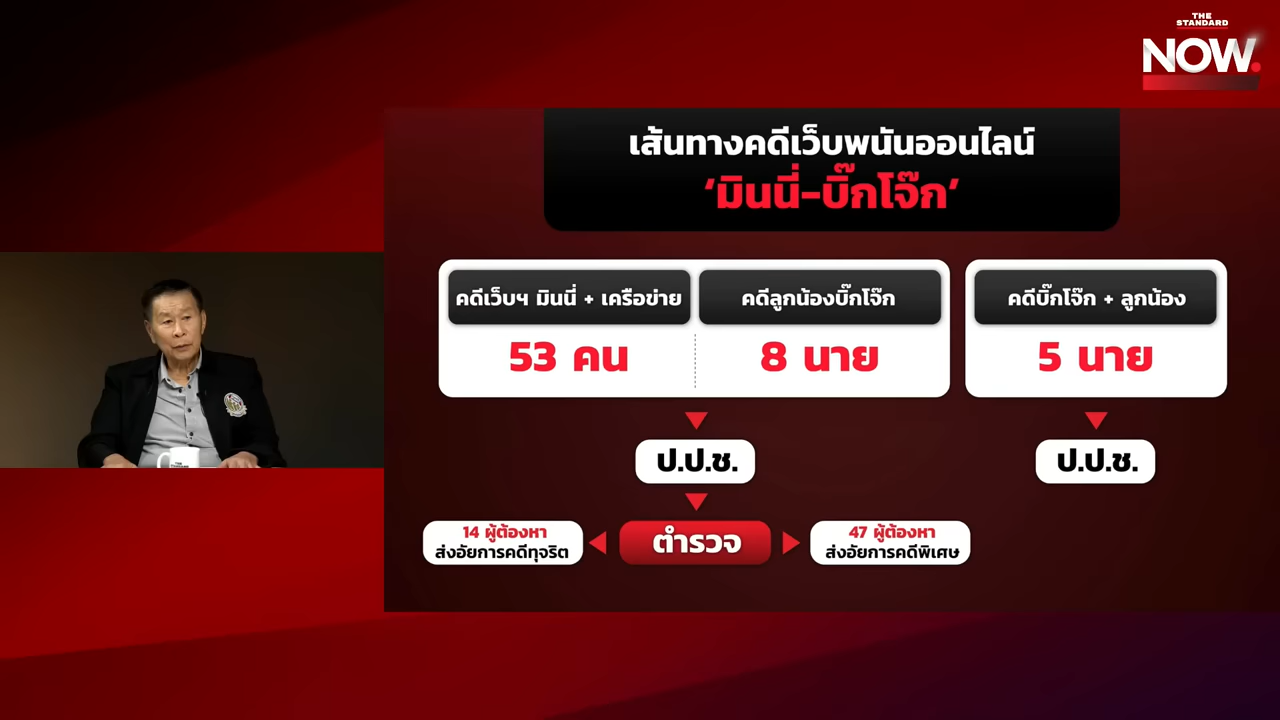 THE
STANDARD
NOW.
เส้นทางคดีเว็บพนันออนไลน์
‘มินนี่-บิ๊กโจ๊ก’
คดีเว็บฯ มินนี่ + เครือข่าย
คดีลูกน้องบิ๊กโจ๊ก
คดีบิ๊กโจ๊ก + ลูกน้อง
53 คน
8 นาย
5 นาย
ป.ป.ช.
ป.ป.ช.
14 ผู้ต้องหา
ส่งอัยการคดีทุจริต
ตำรวจ
47 ผู้ต้องหา
ส่งอัยการคดีพิเศษ
THE
STANDARD